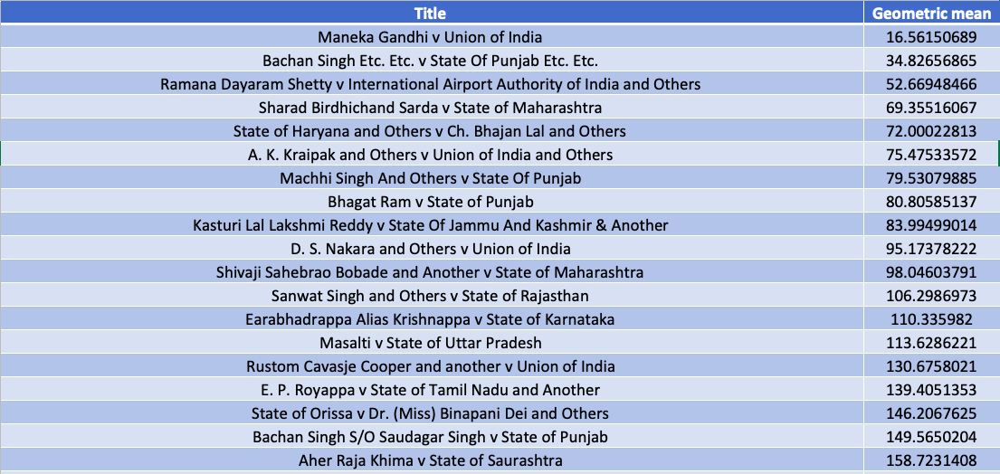 Title Geometric mean
Maneka Gandhi v Union of India 16.56150689
Bachan Singh Etc. Etc. v State Of Punjab Etc. Etc. 34.82656865
Ramana Dayaram Shetty v International Airport Authority of India and Others 52.66948466
Sharad Birdhichand Sarda v State of Maharashtra 69.35516067
State of Haryana and Others v Ch. Bhajan Lal and Others 72.00022813
A. K. Kraipak and Others v Union of India and Others 75.47533572
Machhi Singh And Others v State Of Punjab 79.53079885
Bhagat Ram v State of Punjab 80.80585137
Kasturi Lal Lakshmi Reddy v State Of Jammu And Kashmir & Another 83.99499014
D. S. Nakara and Others v Union of India 95.17378222
Shivaji Sahebrao Bobade and Another v State of Maharashtra 98.04603791
Sanwat Singh and Others v State of Rajasthan 106.2986973
Earabhadrappa Alias Krishnappa v State of Karnataka 110.335982
Masalti v State of Uttar Pradesh 113.6286221
Rustom Cavasje Cooper and another v Union of India 130.6758021
E. P. Royappa v State of Tamil Nadu and Another 139.4051353
State of Orissa v Dr. (Miss) Binapani Dei and Others 146.2067625
Bachan Singh S/O Saudagar Singh v State of Punjab 149.5650204
Aher Raja Khima v State of Saurashtra 158.7231408